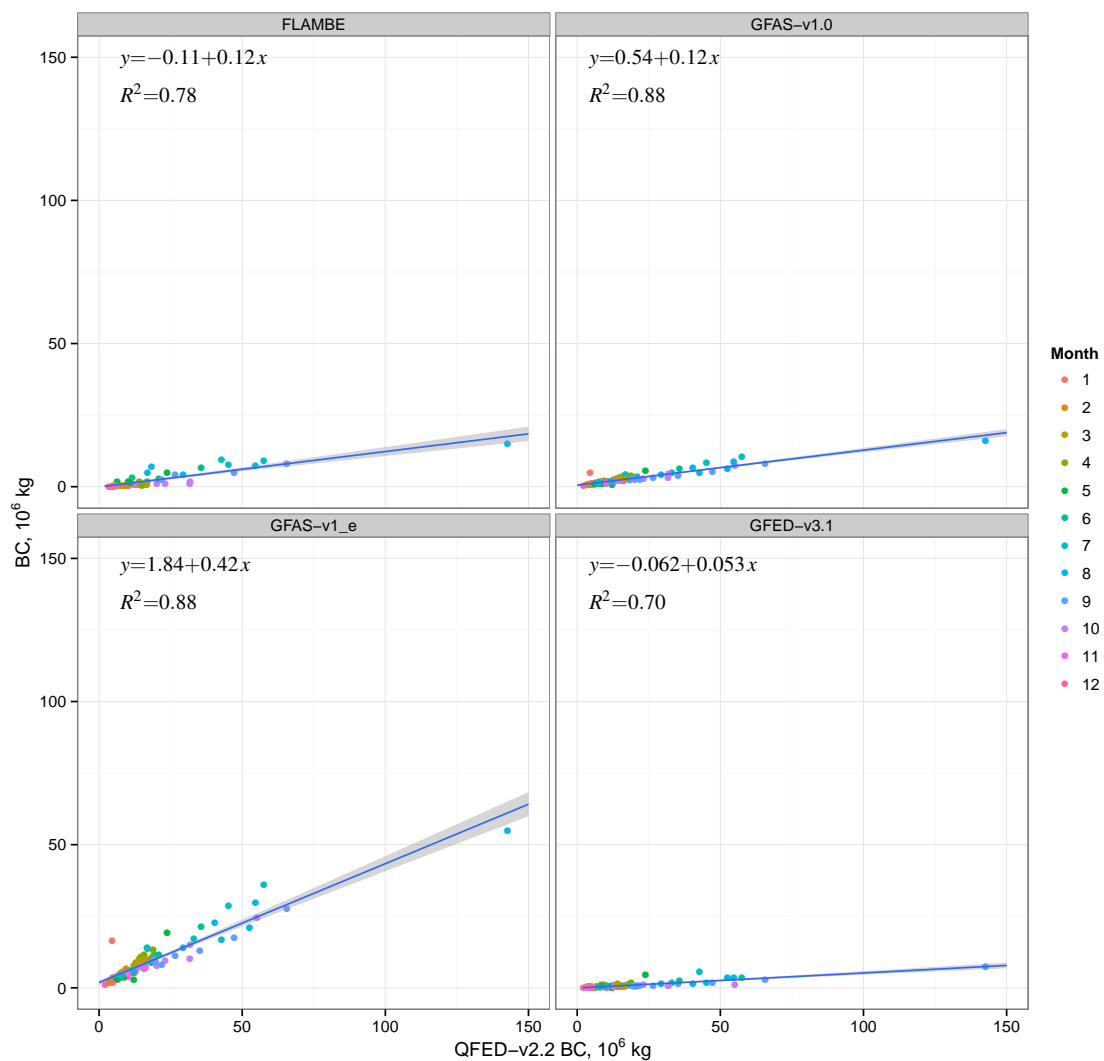 FLAMBE
GFAS−v1.0
y=−0.11+0.12x
R²=0.78
y=0.54+0.12x
R²=0.88
150
100
50
0
GFAS−v1_e
GFED−v3.1
y=1.84+0.42x
R²=0.88
y=−0.062+0.053x
R²=0.70
150
100
50
0
BC, 10⁶ kg
0
50
100
150
0
50
100
150
QFED−v2.2 BC, 10⁶ kg
Month
1
2
3
4
5
6
7
8
9
10
11
12